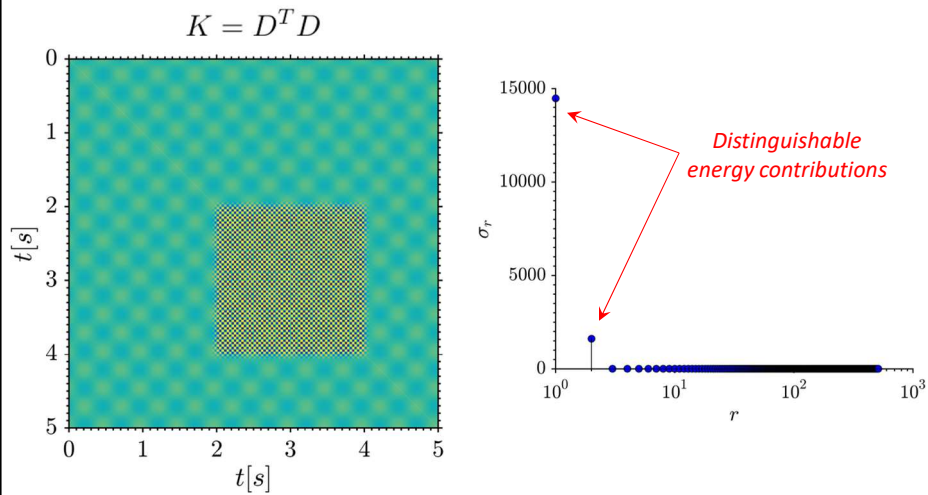 K = D^T D
0
1
2
3
4
5
t[s]
0 1 2 3 4 5
t[s]
15000
10000
5000
0
σ_r
10^0 10^1 10^2 10^3
r
Distinguishable
energy contributions